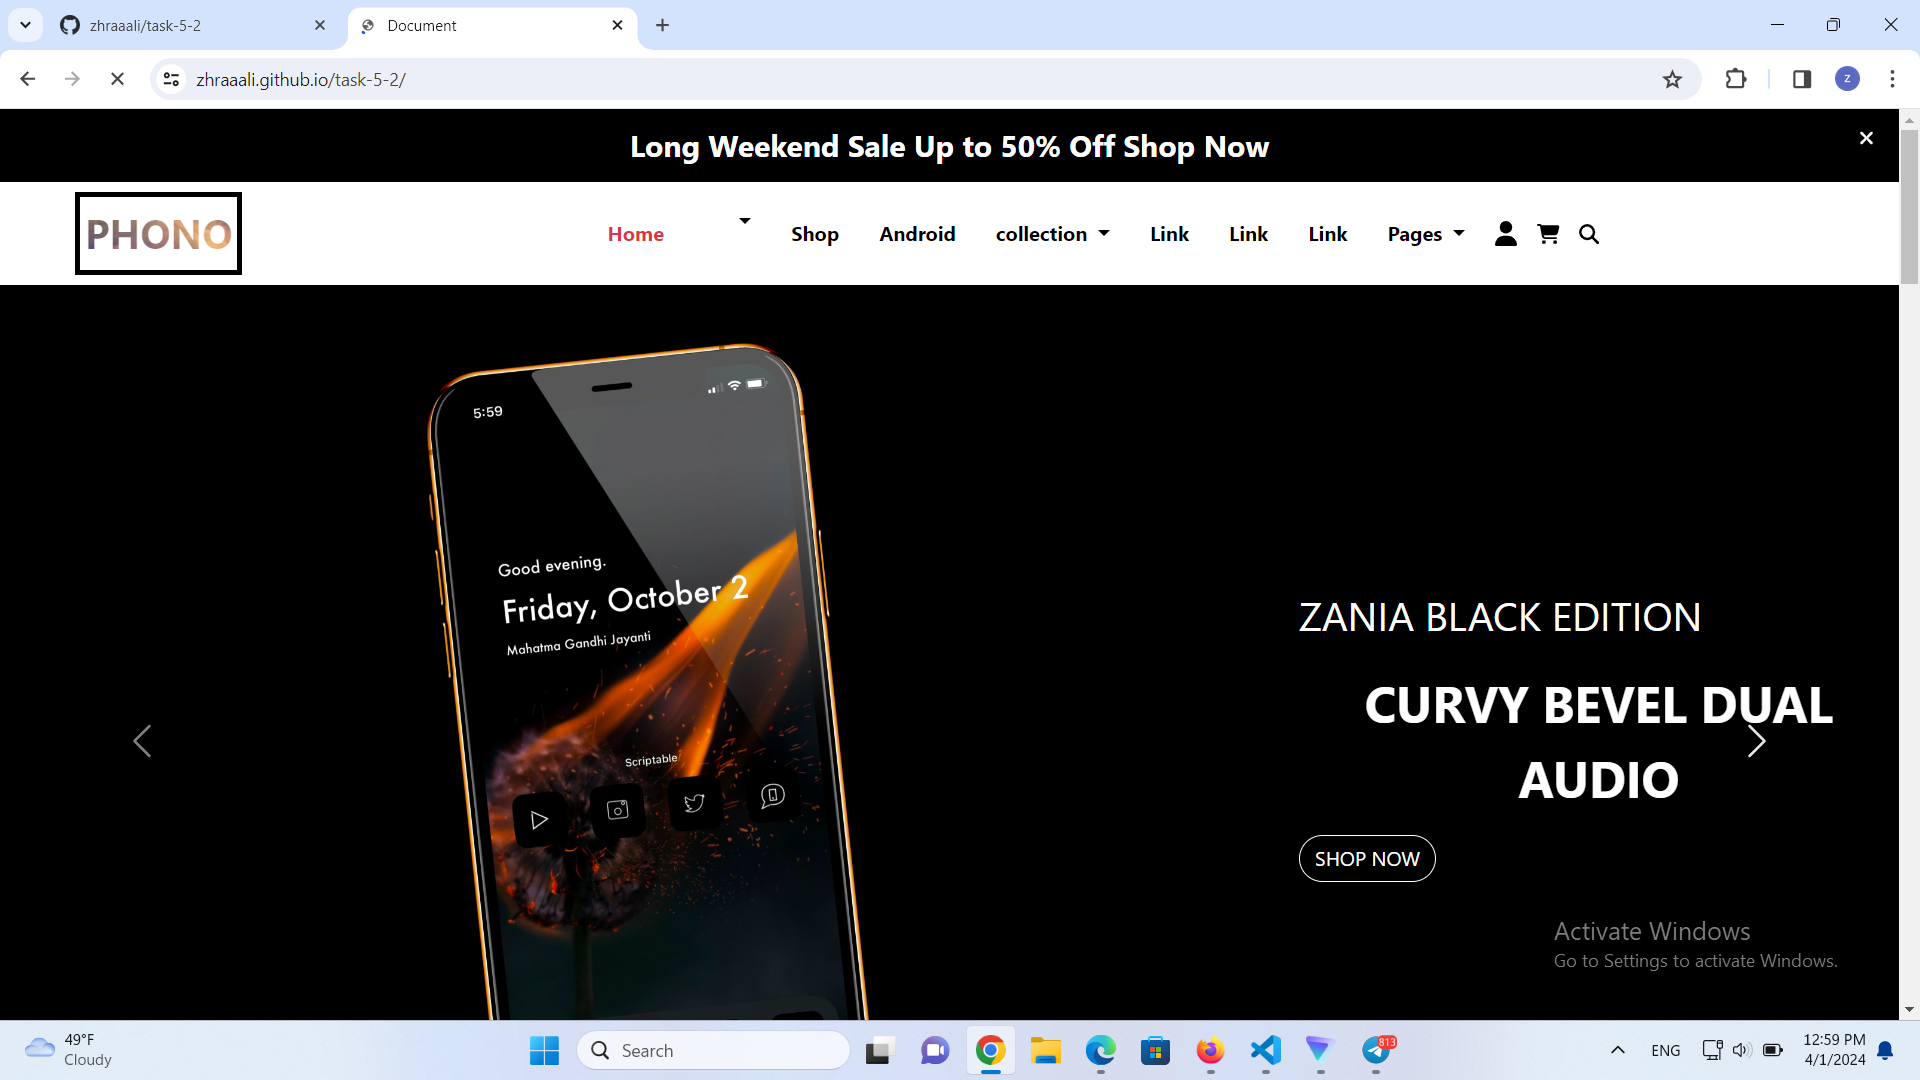 zhraaali/task-5-2
Document
zhraaali.github.io/task-5-2/
Z
Long Weekend Sale Up to 50% Off Shop Now
PHONO
Home Shop Android collection Link Link Link Pages
5:59
Good evening.
Friday, October 2
Mahatma Gandhi Jayanti
Scriptable
ZANIA BLACK EDITION
CURVY BEVEL DUAL
AUDIO
SHOP NOW
Activate Windows
Go to Settings to activate Windows.
49°F
Cloudy
Search
813
ENG
12:59 PM
4/1/2024